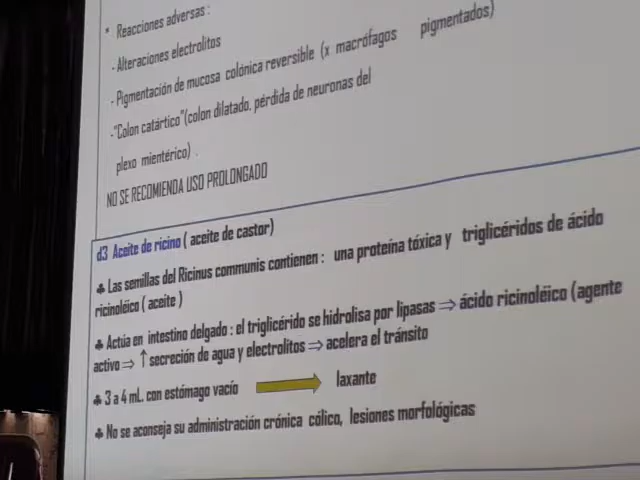 * Reacciones adversas :
- Alteraciones electrolitos
- Pigmentación de mucosa colónica reversible (x macrófagos pigmentados)
-"Colon catártico"(colon dilatado, pérdida de neuronas del
plexo mientérico) .
NO SE RECOMIENDA USO PROLONGADO
d3 Aceite de ricino ( aceite de castor)
♣ Las semillas del Ricinus communis contienen : una proteína tóxica y triglicéridos de ácido
ricinoléico ( aceite )
♣ Actúa en intestino delgado : el triglicérido se hidrolisa por lipasas ⇒ ácido ricinoléico (agente
activo ⇒ ↑ secreción de agua y electrolitos ⇒ acelera el tránsito
♣ 3 a 4 mL con estómago vacío → laxante
♣ No se aconseja su administración crónica cólico, lesiones morfológicas